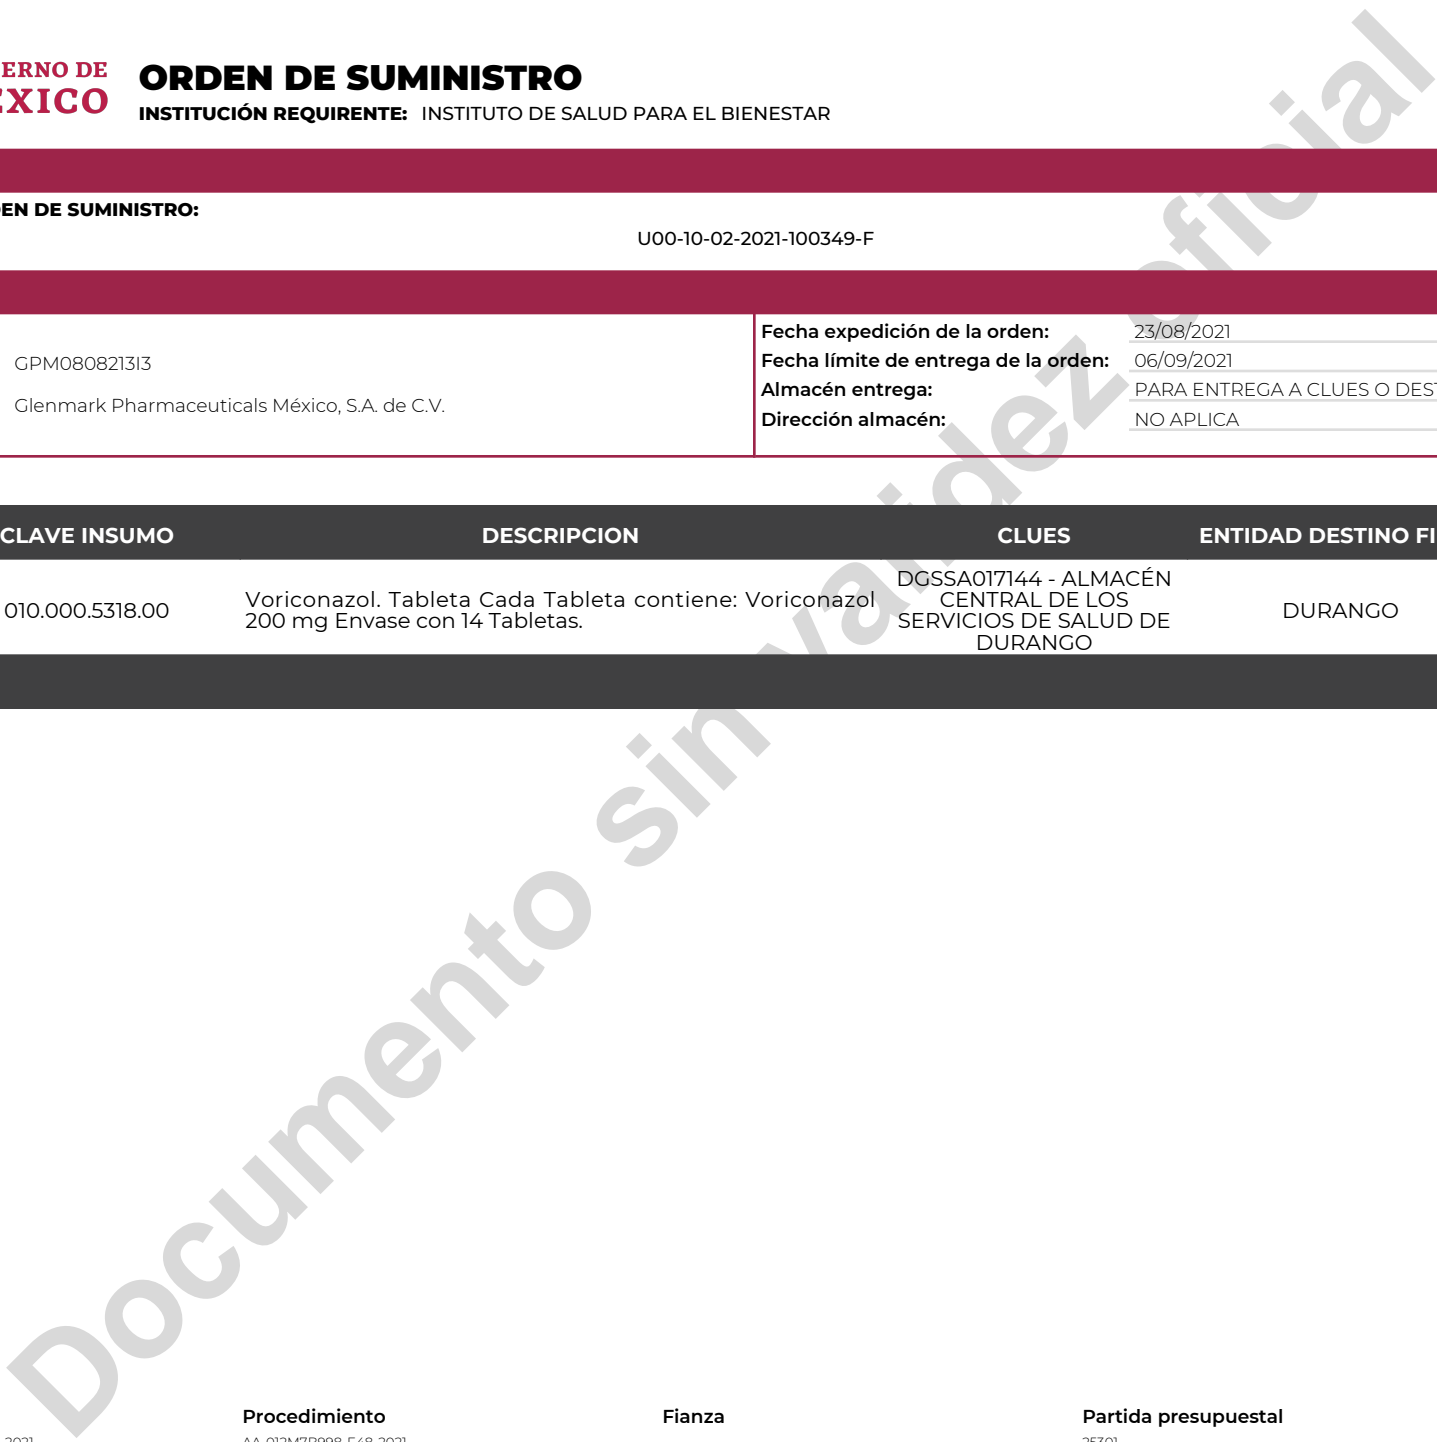 ERNO DE
ÉXICO
ORDEN DE SUMINISTRO
INSTITUCIÓN REQUIRENTE: INSTITUTO DE SALUD PARA EL BIENESTAR
DEN DE SUMINISTRO:
U00-10-02-2021-100349-F
GPM0808213I3
Glenmark Pharmaceuticals México, S.A. de C.V.
Fecha expedición de la orden: 23/08/2021
Fecha límite de entrega de la orden: 06/09/2021
Almacén entrega: PARA ENTREGA A CLUES O DEST
Dirección almacén: NO APLICA
CLAVE INSUMO DESCRIPCION CLUES ENTIDAD DESTINO FI
010.000.5318.00
Voriconazol. Tableta Cada Tableta contiene: Voriconazol
200 mg Envase con 14 Tabletas.
DGSSA017144 - ALMACÉN
CENTRAL DE LOS
SERVICIOS DE SALUD DE
DURANGO
DURANGO
Documento sin validez oficial
Procedimiento Fianza Partida presupuestal